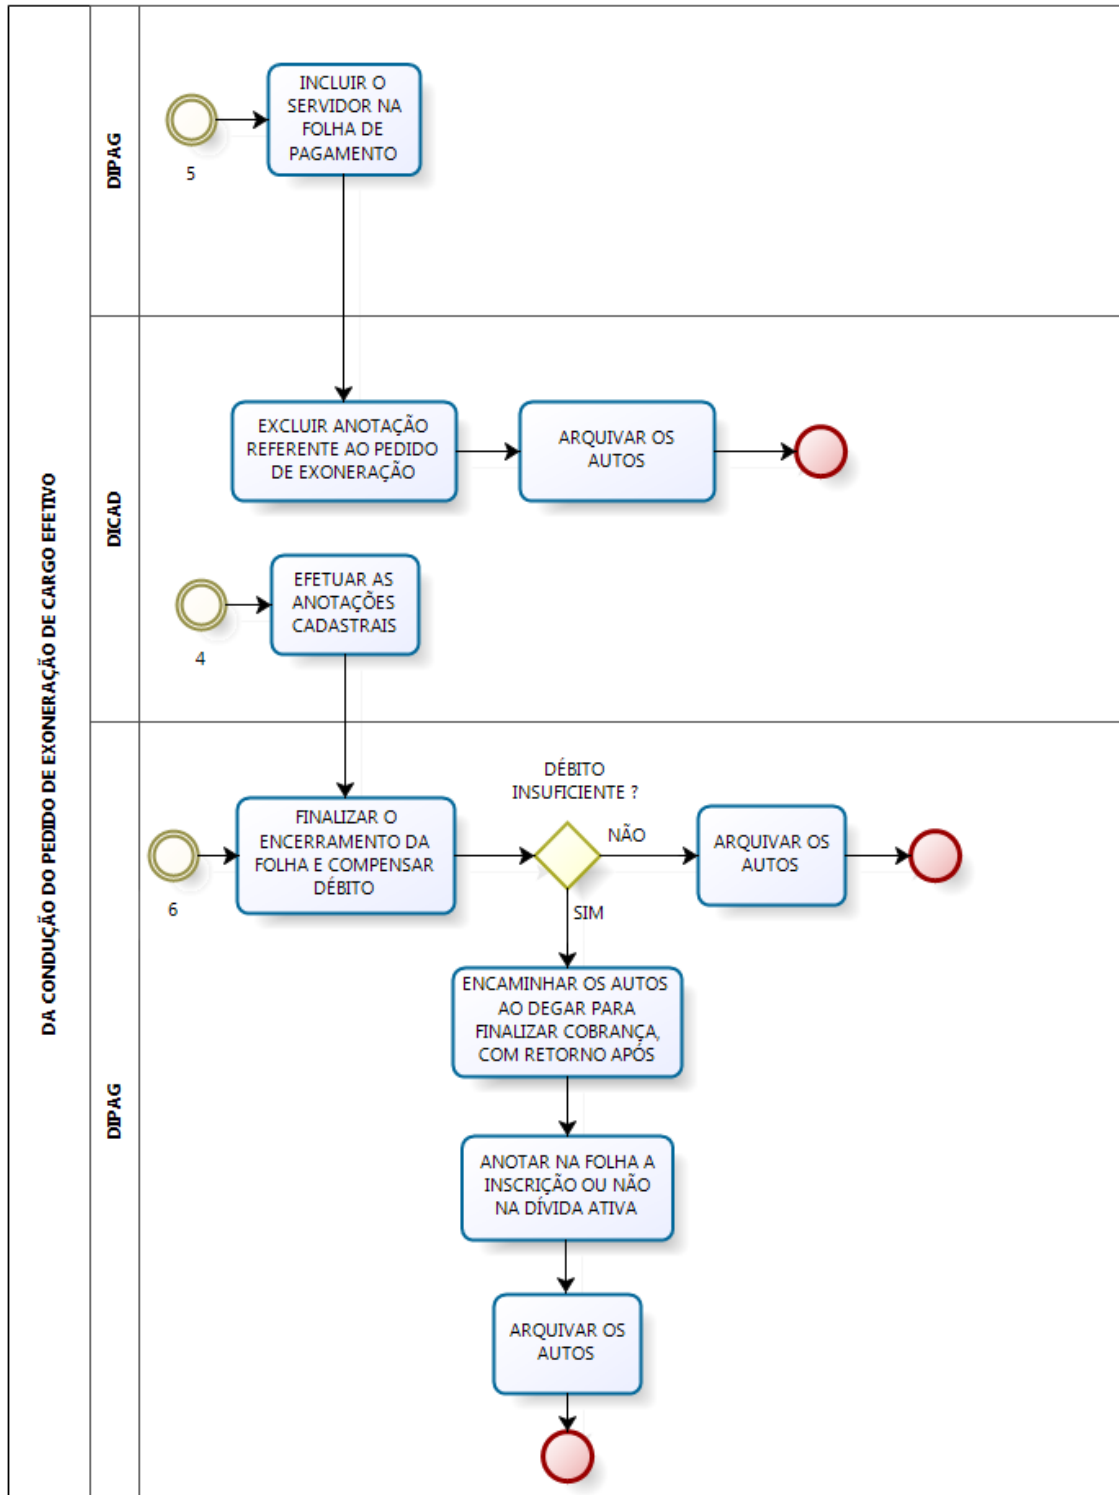 DA CONDUÇÃO DO PEDIDO DE EXONERAÇÃO DE CARGO EFETIVO
DIPAG
INCLUIR O
SERVIDOR NA
FOLHA DE
PAGAMENTO
5
DICAD
EXCLUIR ANOTAÇÃO
REFERENTE AO PEDIDO
DE EXONERAÇÃO
ARQUIVAR OS
AUTOS
EFETUAR AS
ANOTAÇÕES
CADASTRAIS
4
DIPAG
FINALIZAR O
ENCERRAMENTO DA
FOLHA E COMPENSAR
DÉBITO
6
DÉBITO
INSUFICIENTE ?
NÃO
ARQUIVAR OS
AUTOS
SIM
ENCAMINHAR OS AUTOS
AO DEGAR PARA
FINALIZAR COBRANÇA,
COM RETORNO APÓS
ANOTAR NA FOLHA A
INSCRIÇÃO OU NÃO
NA DÍVIDA ATIVA
ARQUIVAR OS
AUTOS